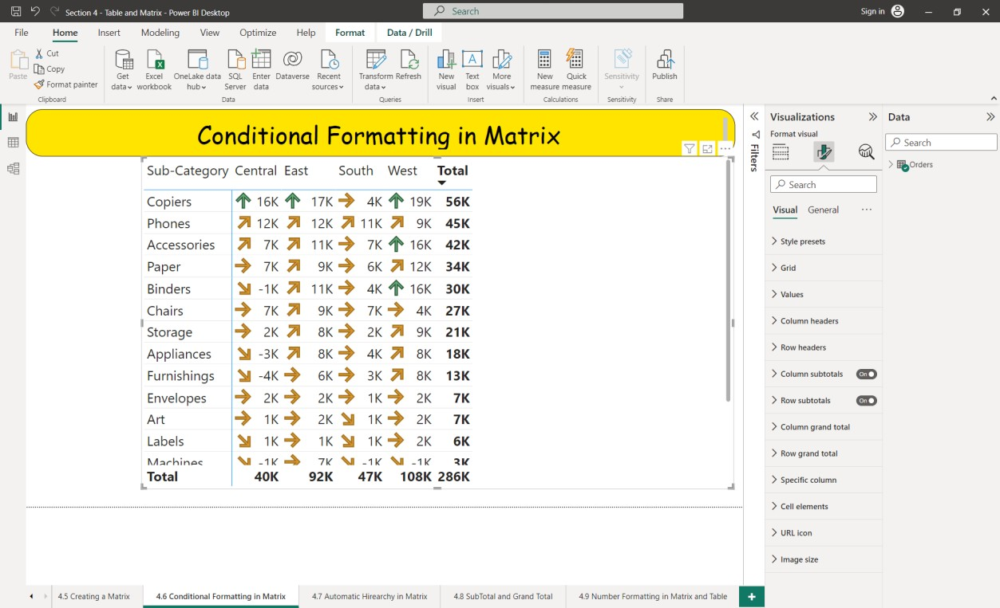 Section 4 - Table and Matrix - Power BI Desktop
Search
Sign in
File Home Insert Modeling View Optimize Help Format Data / Drill
Paste
Cut
Copy
Format painter
Get data
Excel workbook
OneLake data hub
SQL Server
Enter data
Dataverse
Recent sources
Transform data
Refresh
New visual
Text box
More visuals
New measure
Quick measure
Sensitivity
Publish
Clipboard Data Queries Insert Calculations Sensitivity Share
Conditional Formatting in Matrix
Sub-Category Central East South West Total
Copiers 16K 17K 4K 19K 56K
Phones 12K 12K 11K 9K 45K
Accessories 7K 11K 7K 16K 42K
Paper 7K 9K 6K 12K 34K
Binders -1K 11K 4K 16K 30K
Chairs 7K 9K 7K 4K 27K
Storage 2K 8K 2K 9K 21K
Appliances -3K 8K 4K 8K 18K
Furnishings -4K 6K 3K 8K 13K
Envelopes 2K 2K 1K 2K 7K
Art 1K 2K 1K 2K 7K
Labels 1K 1K 1K 2K 6K
Machines -1K 7K -1K -1K 3K
Total 40K 92K 47K 108K 286K
Filters
Visualizations
Format visual
Search
Visual General
Style presets
Grid
Values
Column headers
Row headers
Column subtotals On
Row subtotals On
Column grand total
Row grand total
Specific column
Cell elements
URL icon
Image size
Data
Search
Orders
4.5 Creating a Matrix
4.6 Conditional Formatting in Matrix
4.7 Automatic Hirearchy in Matrix
4.8 SubTotal and Grand Total
4.9 Number Formatting in Matrix and Table